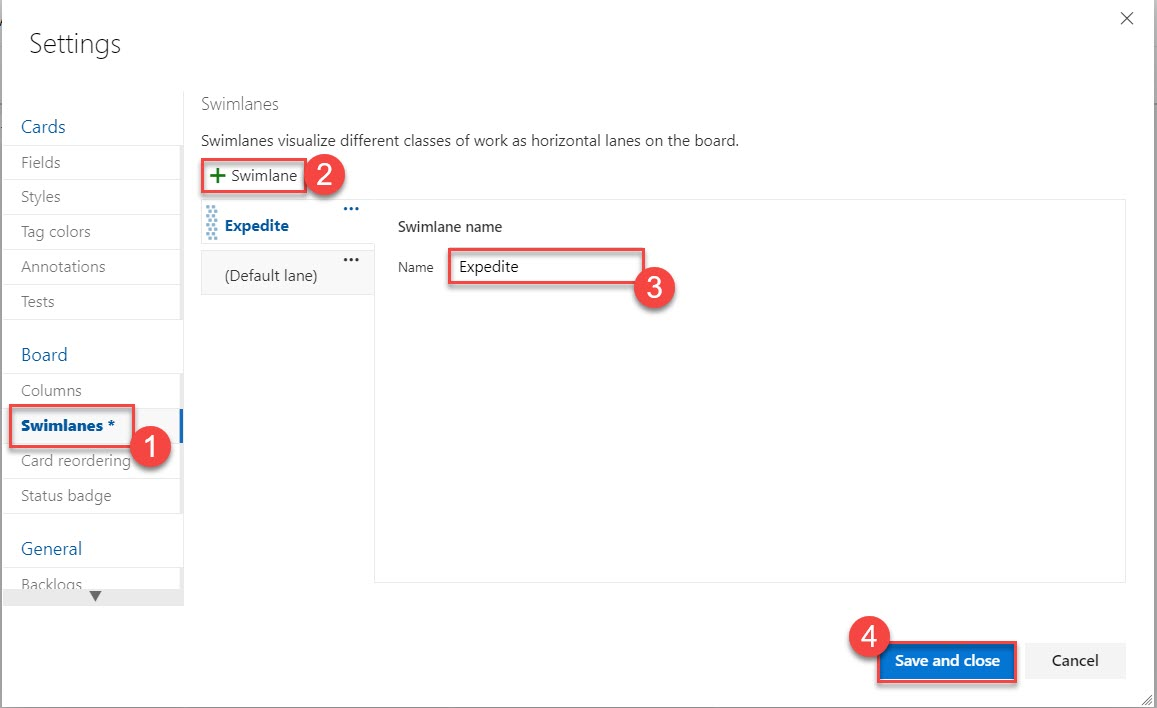 Settings
Cards
Fields
Styles
Tag colors
Annotations
Tests
Board
Columns
Swimlanes *
1
Card reordering
Status badge
General
Backlogs
Swimlanes
Swimlanes visualize different classes of work as horizontal lanes on the board.
+ Swimlane
2
Expedite
...
(Default lane)
...
Swimlane name
Name
Expedite
3
4
Save and close
Cancel